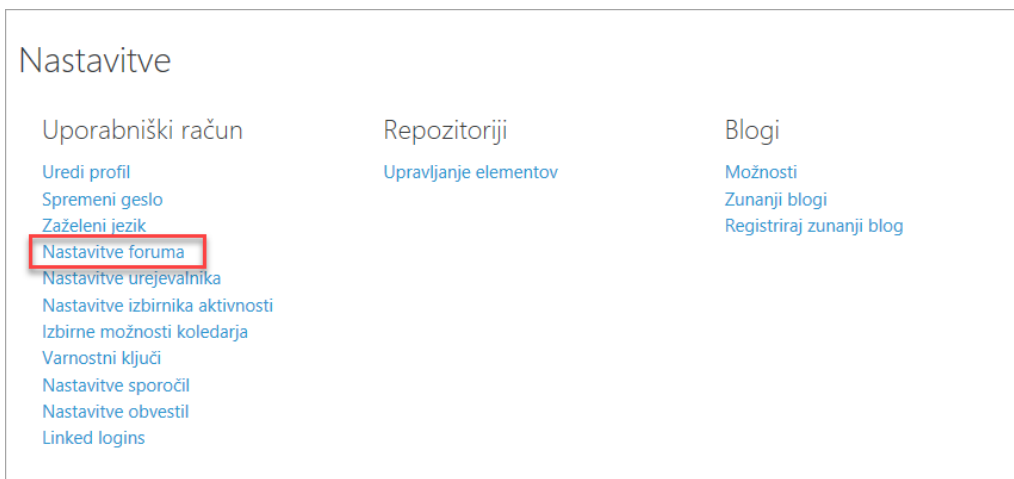 Nastavitve
Uporabniški račun
Uredi profil
Spremeni geslo
Zaželeni jezik
Nastavitve foruma
Nastavitve urejevalnika
Nastavitve izbirnika aktivnosti
Izbirne možnosti koledarja
Varnostni ključi
Nastavitve sporočil
Nastavitve obvestil
Linked logins
Repozitoriji
Upravljanje elementov
Blogi
Možnosti
Zunanji blogi
Registriraj zunanji blog